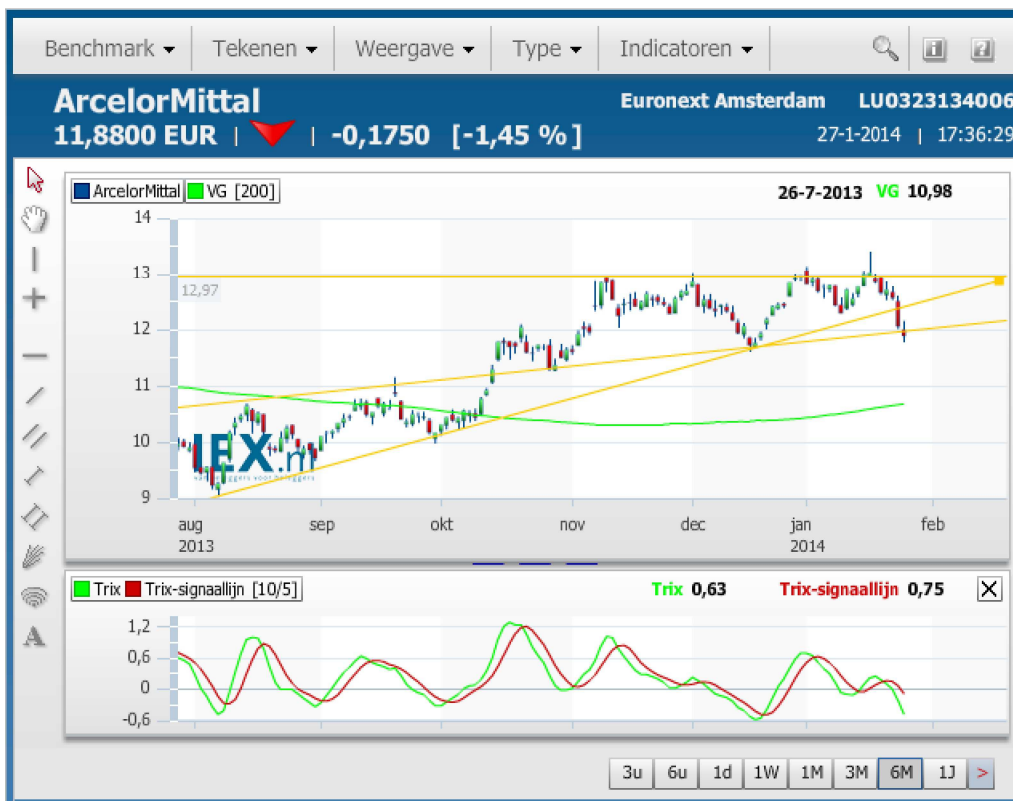 Benchmark Tekenen Weergave Type Indicatoren
ArcelorMittal Euronext Amsterdam LU0323134006
11,8800 EUR | | -0,1750 [-1,45 %] 27-1-2014 | 17:36:29
ArcelorMittal VG [200] 26-7-2013 VG 10,98
14
13
12,97
12
11
10
IEX.nl
9
aug sep okt nov dec jan feb
2013 2014
Trix Trix-signaallijn [10/5] Trix 0,63 Trix-signaallijn 0,75
1,2
0,6
0
-0,6
A
3u 6u 1d 1W 1M 3M 6M 1J >